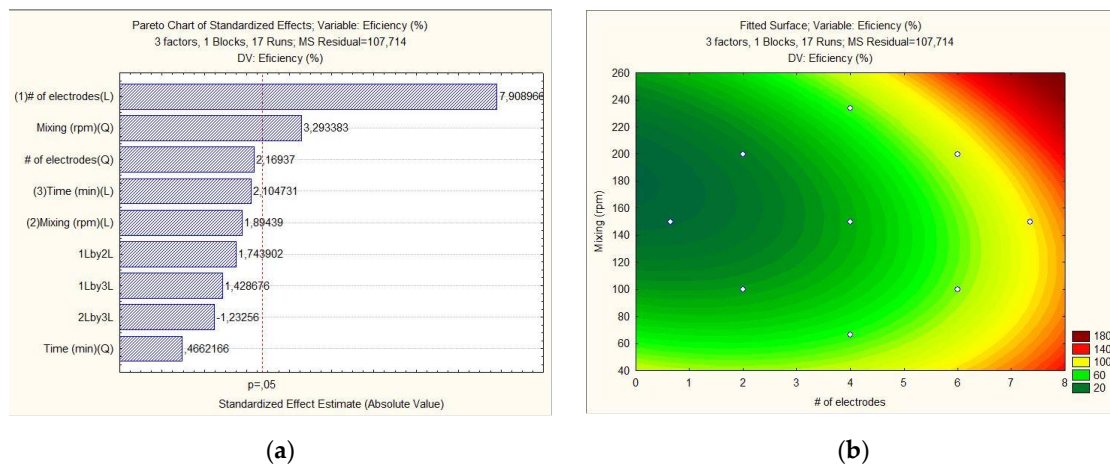 Pareto Chart of Standardized Effects; Variable: Eficiency (%)
3 factors, 1 Blocks, 17 Runs; MS Residual=107,714
DV: Eficiency (%)
(1)# of electrodes(L)
7,908966
Mixing (rpm)(Q)
3,293383
# of electrodes(Q)
2,16937
(3)Time (min)(L)
2,104731
(2)Mixing (rpm)(L)
1,89439
1Lby2L
1,743902
1Lby3L
1,428676
2Lby3L
-1,23256
Time (min)(Q)
,4662166
p=,05
Standardized Effect Estimate (Absolute Value)
(a)
Fitted Surface; Variable: Eficiency (%)
3 factors, 1 Blocks, 17 Runs; MS Residual=107,714
DV: Eficiency (%)
260
240
220
200
180
160
140
120
100
80
60
40
Mixing (rpm)
0 1 2 3 4 5 6 7 8
# of electrodes
180
140
100
60
20
(b)